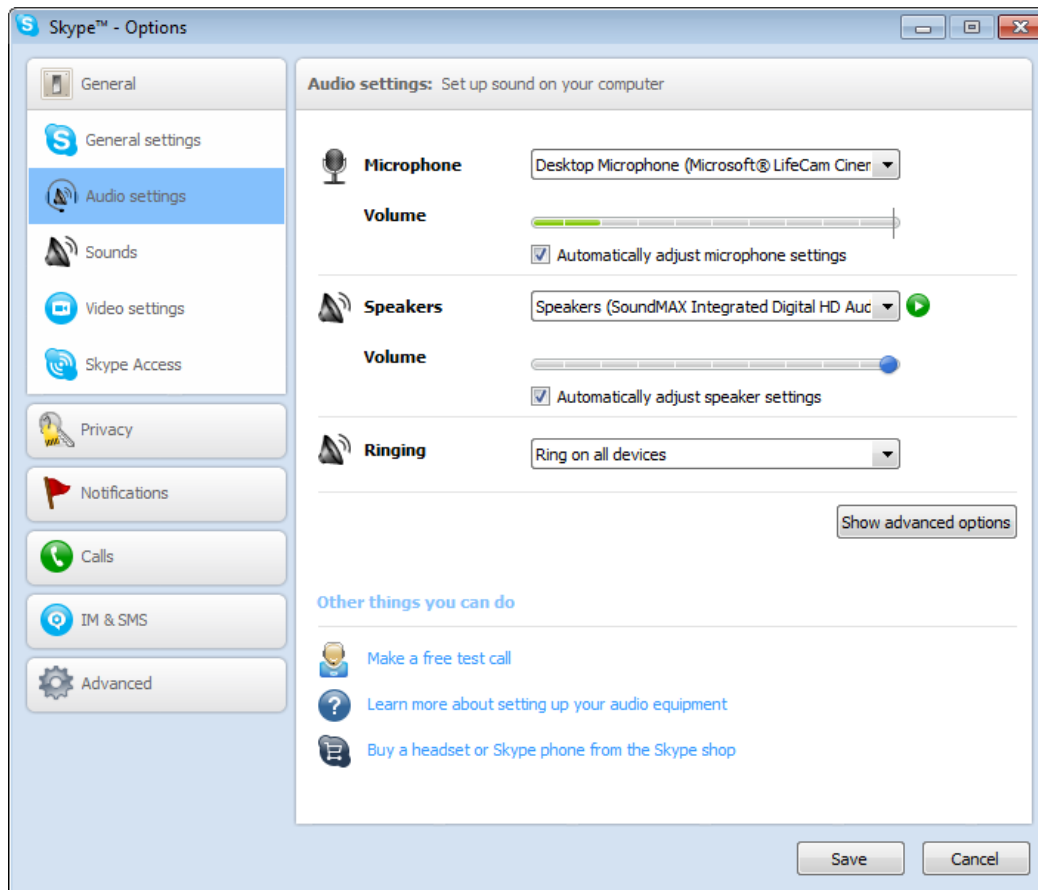 Skype™ - Options
General
General settings
Audio settings
Sounds
Video settings
Skype Access
Privacy
Notifications
Calls
IM & SMS
Advanced
Audio settings: Set up sound on your computer
Microphone
Desktop Microphone (Microsoft® LifeCam Ciner
Volume
Automatically adjust microphone settings
Speakers
Speakers (SoundMAX Integrated Digital HD Auc
Volume
Automatically adjust speaker settings
Ringing
Ring on all devices
Show advanced options
Other things you can do
Make a free test call
Learn more about setting up your audio equipment
Buy a headset or Skype phone from the Skype shop
Save
Cancel